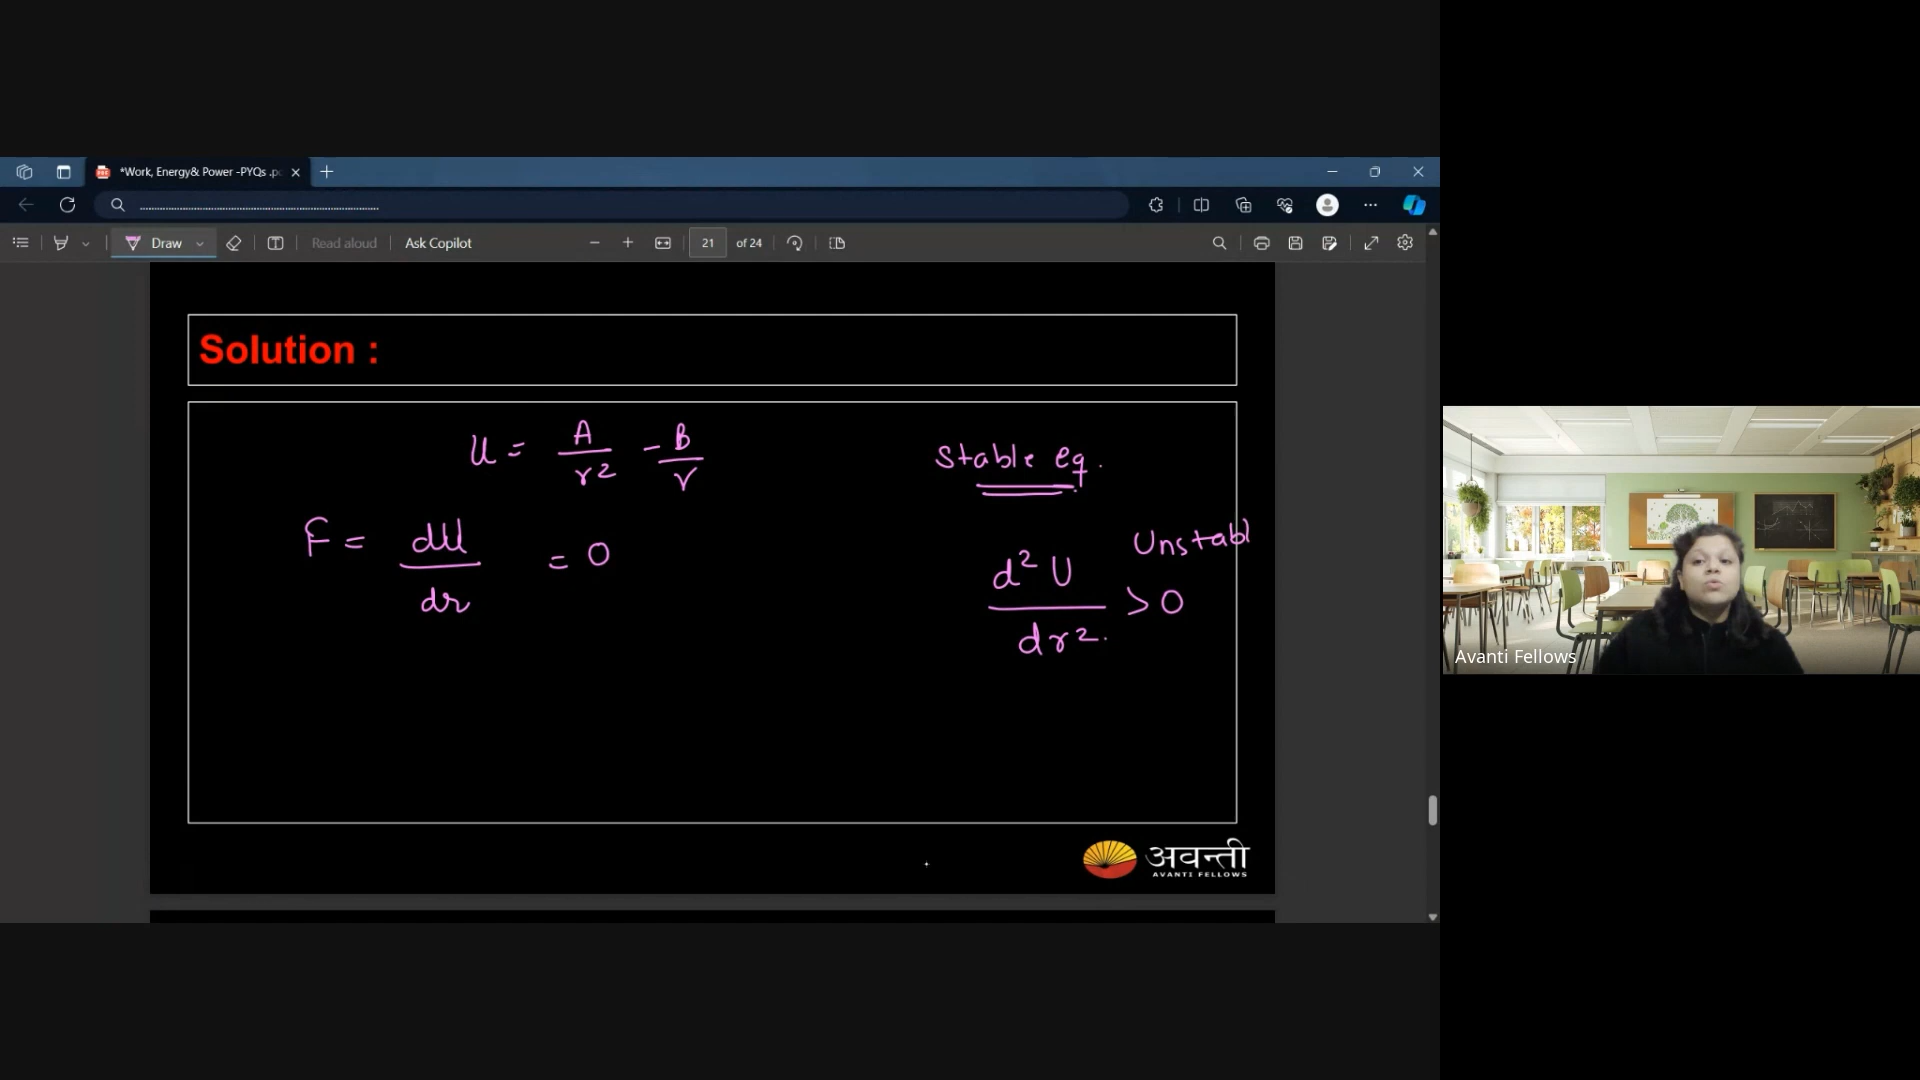 *Work, Energy& Power -PYQs .p
Draw
Read aloud
Ask Copilot
21 of 24
Solution :
U = A/r² - B/r
Stable eq.
F = dU/dr = 0
Unstabl
d²U/dr² > 0
अवन्ती
AVANTI FELLOWS
Avanti Fellows